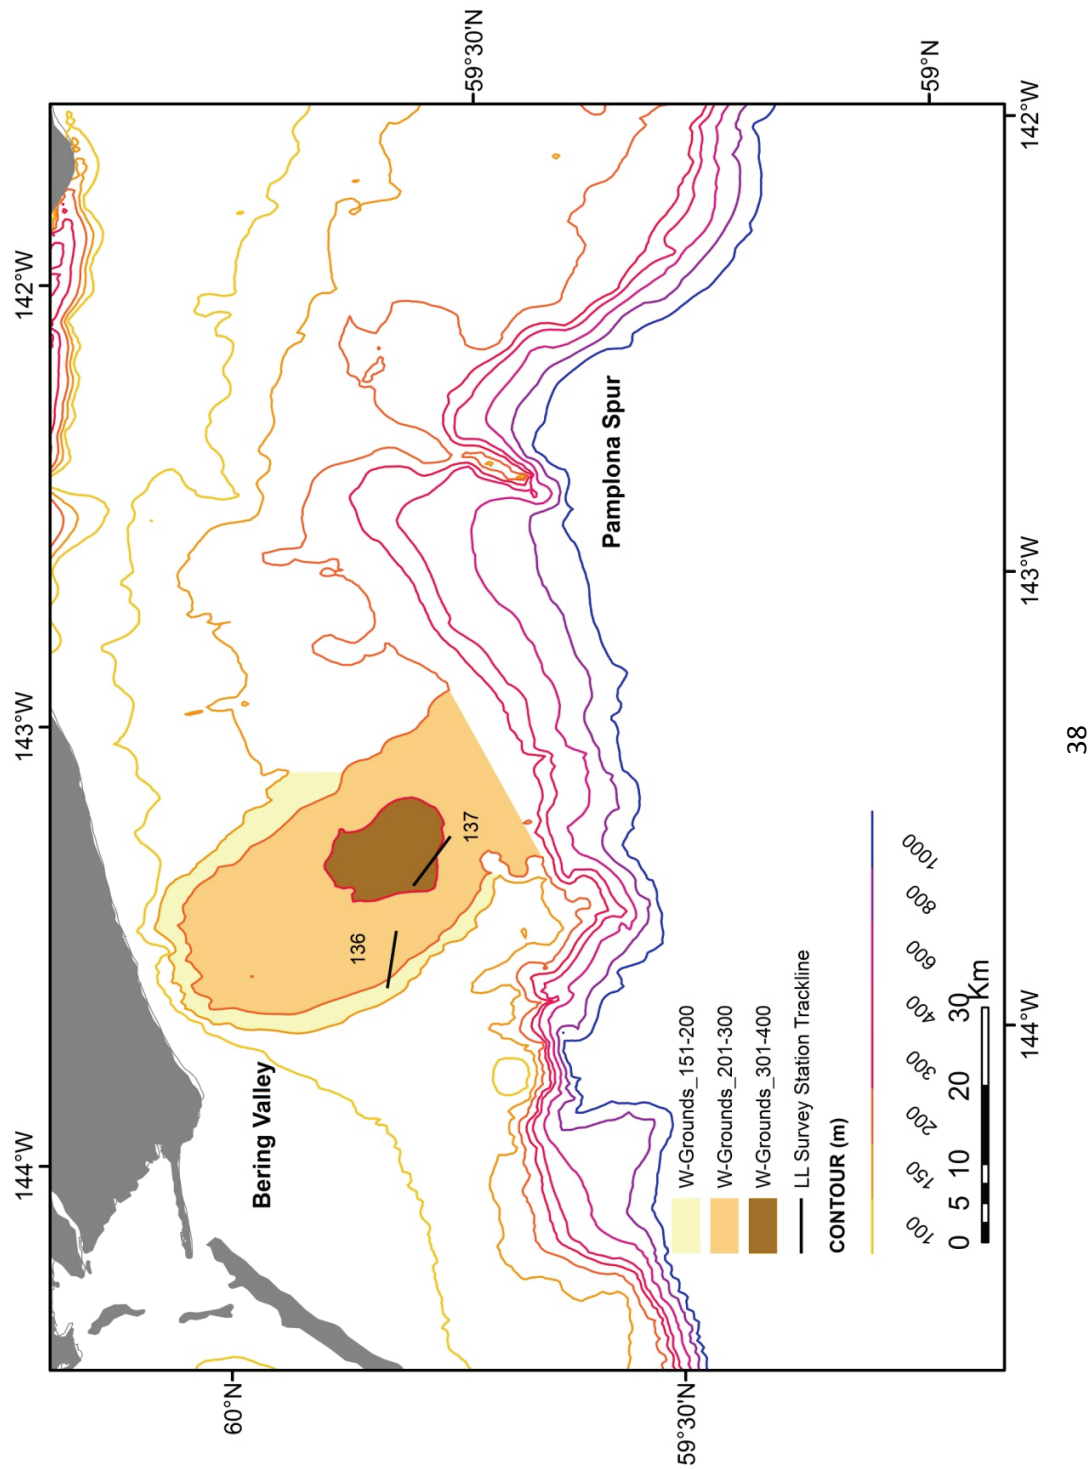 144°W
143°W
142°W
60°N
59°30'N
59°30'N
59°N
144°W
143°W
142°W
Bering Valley
136
137
Pamplona Spur
W-Grounds_151-200
W-Grounds_201-300
W-Grounds_301-400
LL Survey Station Trackline
CONTOUR (m)
100 150 200 300 400 600 800 1000
0 5 10 20 30
Km
38